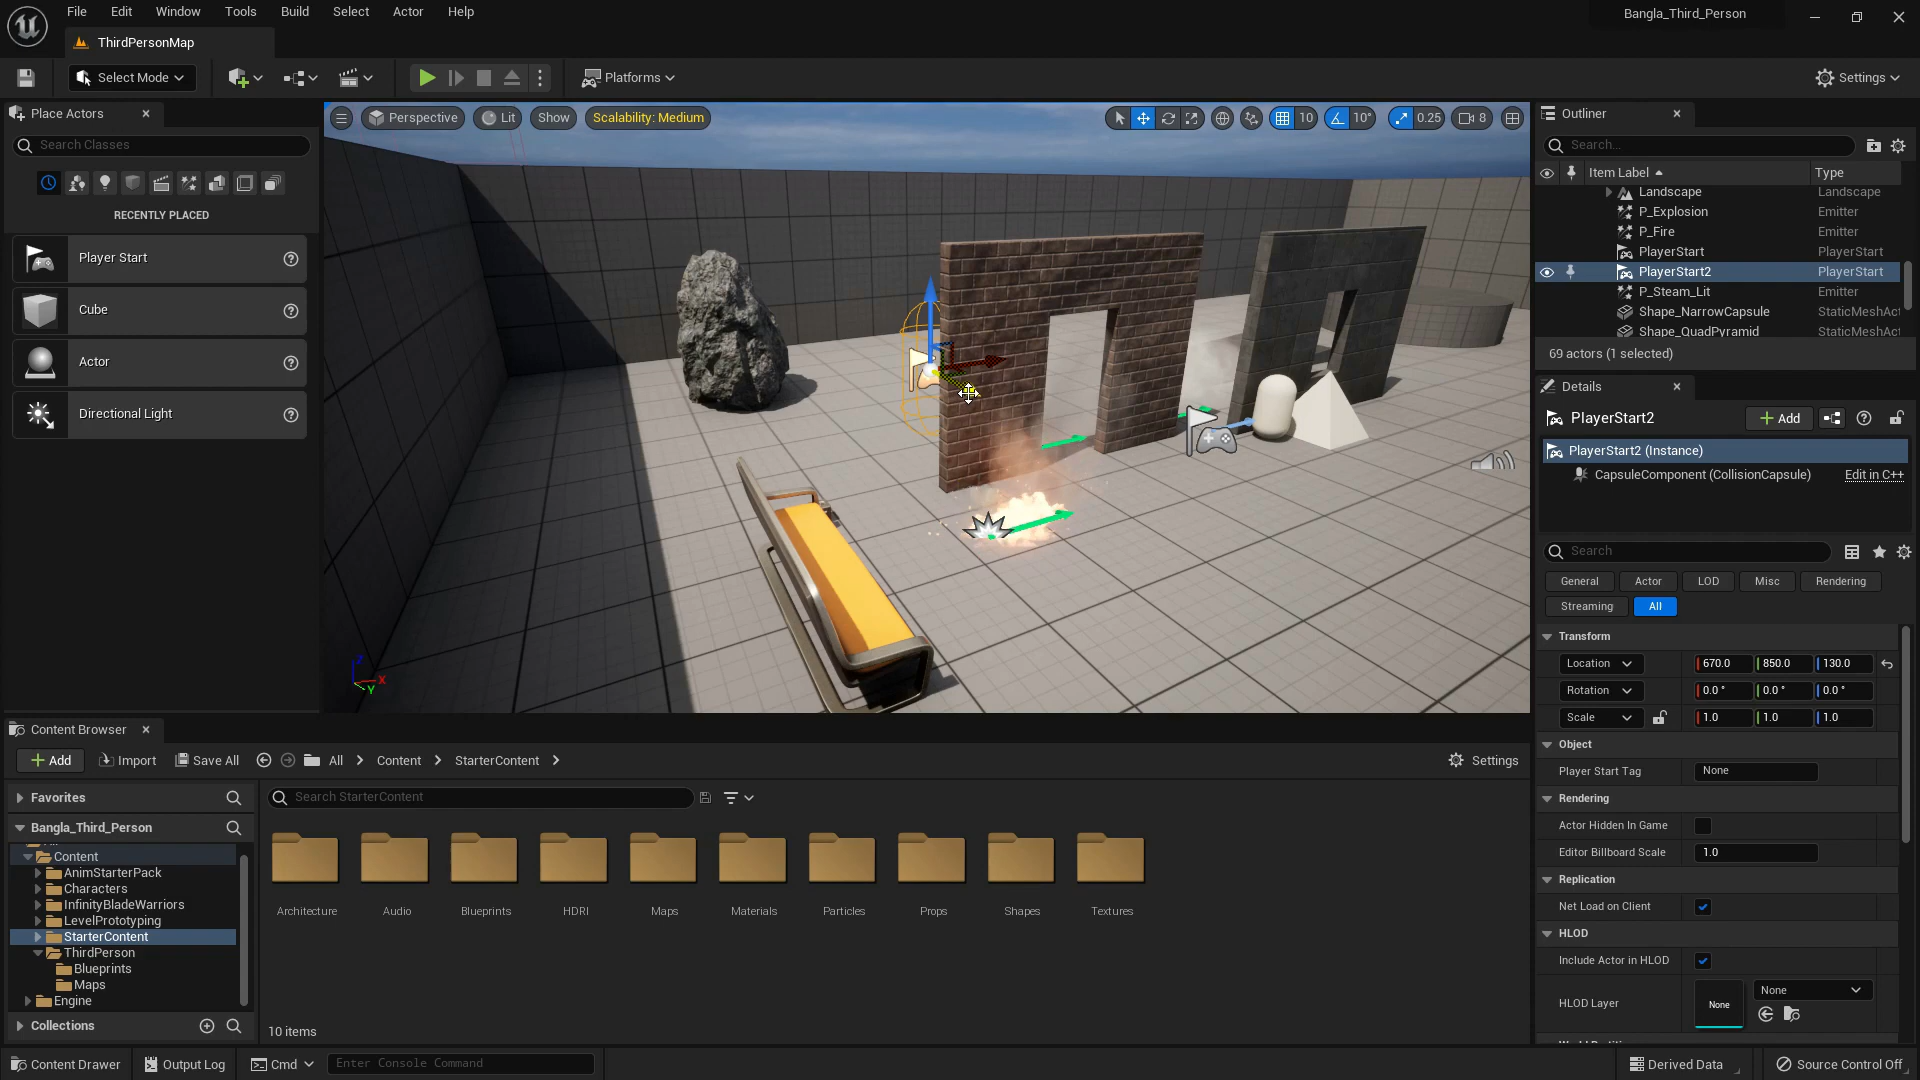 File Edit Window Tools Build Select Actor Help
Bangla_Third_Person
ThirdPersonMap
Select Mode
Platforms
Settings
Place Actors
Search Classes
RECENTLY PLACED
Player Start
Cube
Actor
Directional Light
Perspective Lit Show Scalability: Medium
10 10° 0.25 8
Z X Y
Outliner
Search...
Item Label Type
Landscape Landscape
P_Explosion Emitter
P_Fire Emitter
PlayerStart PlayerStart
PlayerStart2 PlayerStart
P_Steam_Lit Emitter
Shape_NarrowCapsule StaticMeshAct
Shape_QuadPyramid StaticMeshAct
69 actors (1 selected)
Details
PlayerStart2
Add
PlayerStart2 (Instance)
CapsuleComponent (CollisionCapsule) Edit in C++
Search
General Actor LOD Misc Rendering
Streaming All
Transform
Location 670.0 850.0 130.0
Rotation 0.0 ° 0.0 ° 0.0 °
Scale 1.0 1.0 1.0
Object
Player Start Tag None
Rendering
Actor Hidden In Game
Editor Billboard Scale 1.0
Replication
Net Load on Client
HLOD
Include Actor in HLOD
HLOD Layer None None
Content Browser
Add Import Save All All Content StarterContent Settings
Favorites
Bangla_Third_Person
Content
AnimStarterPack
Characters
InfinityBladeWarriors
LevelPrototyping
StarterContent
ThirdPerson
Blueprints
Maps
Engine
Collections
Search StarterContent
Architecture Audio Blueprints HDRI Maps Materials Particles Props Shapes Textures
10 items
Content Drawer Output Log Cmd Enter Console Command
Derived Data Source Control Off